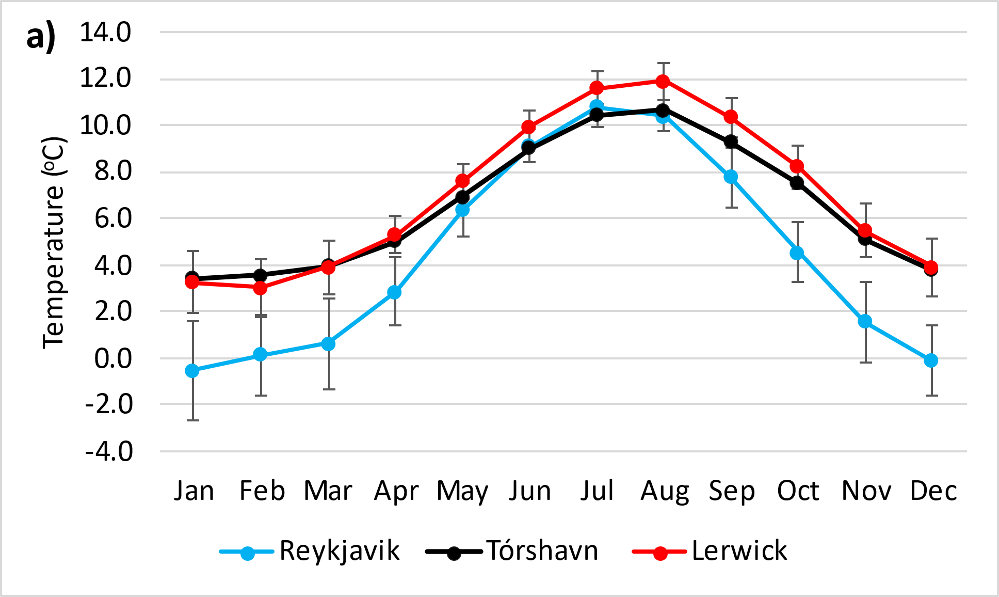 a)
14.0
12.0
10.0
8.0
6.0
4.0
2.0
0.0
-2.0
-4.0
Temperature (ºC)
Jan Feb Mar Apr May Jun Jul Aug Sep Oct Nov Dec
Reykjavik Tórshavn Lerwick